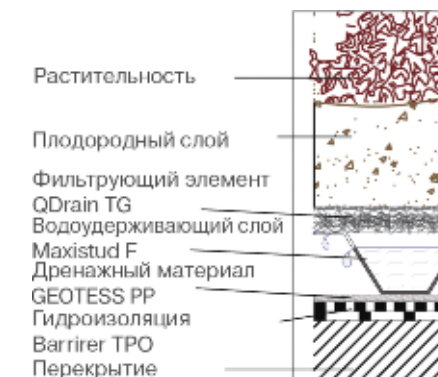 Растительность
Плодородный слой
Фильтрующий элемент
QDrain TG
Водоудерживающий слой
Maxistud F
Дренажный материал
GEOTESS PP
Гидроизоляция
Barrirer TPO
Перекрытие